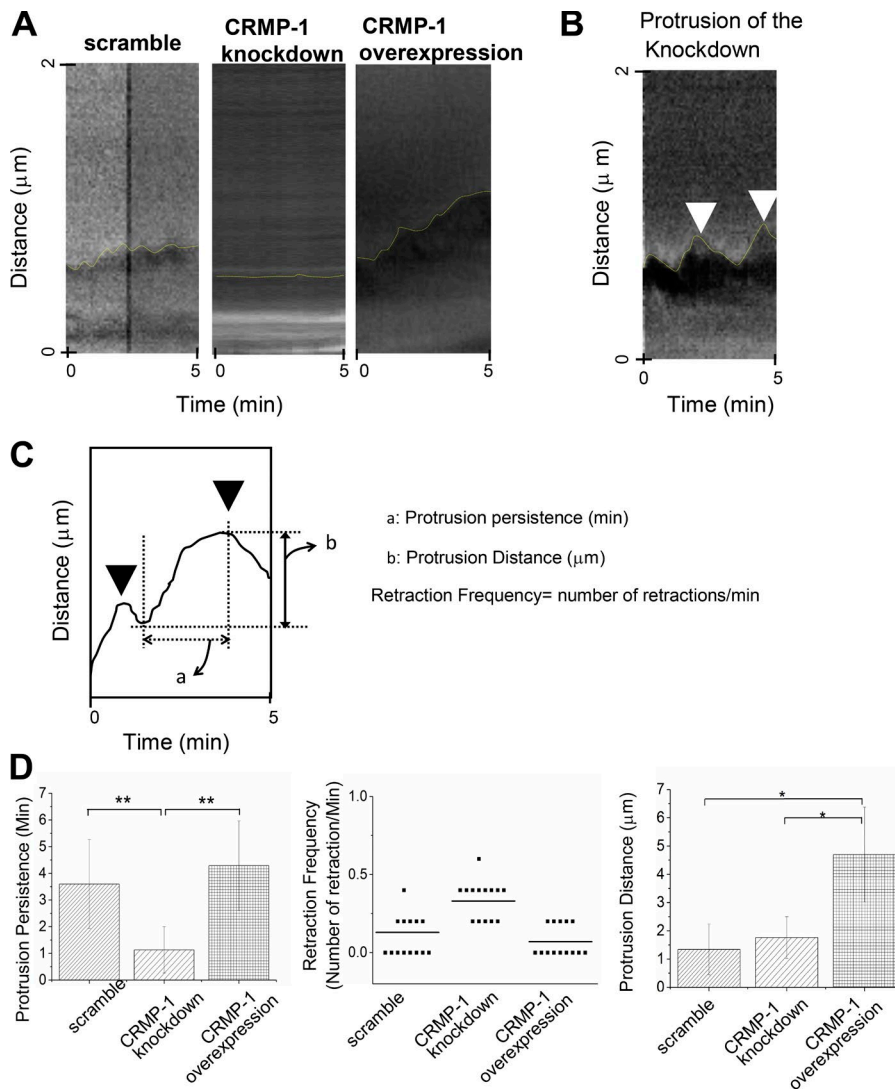 A
scramble
CRMP-1
knockdown
CRMP-1
overexpression
2
Distance (μm)
0
0
5
0
5
0
5
Time (min)
B
Protrusion of the
Knockdown
2
Distance (μ m)
0
0
5
Time (min)
C
Distance (μm)
b
a
0
5
Time (min)
a: Protrusion persistence (min)
b: Protrusion Distance (μm)
Retraction Frequency= number of retractions/min
D
Protrusion Persistence (Min)
7
6
5
4
3
2
1
0
**
**
scramble
CRMP-1
knockdown
CRMP-1
overexpression
Retraction Frequency
(Number of retraction/Min)
1.0
0.5
0.0
scramble
CRMP-1
knockdown
CRMP-1
overexpression
Protrusion Distance (μm)
7
6
5
4
3
2
1
0
*
*
scramble
CRMP-1
knockdown
CRMP-1
overexpression